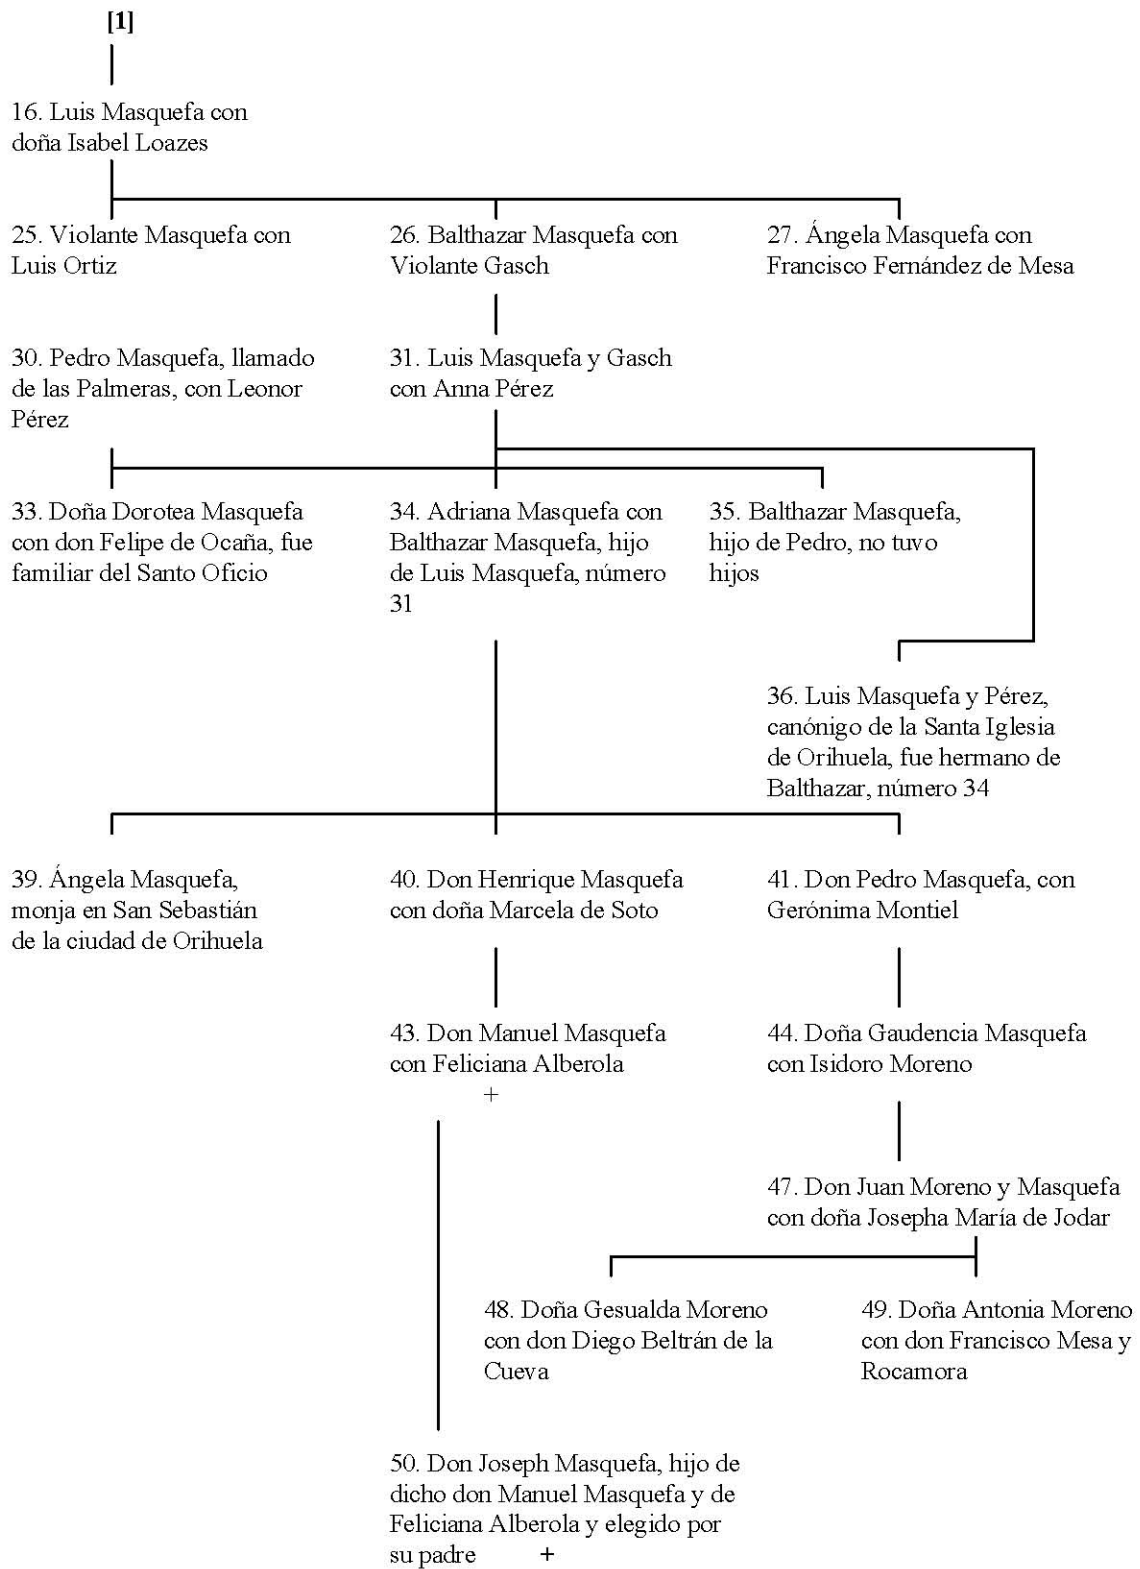 [1]
16. Luis Masquefa con
doña Isabel Loazes
25. Violante Masquefa con
Luis Ortiz
26. Balthazar Masquefa con
Violante Gasch
27. Ángela Masquefa con
Francisco Fernández de Mesa
30. Pedro Masquefa, llamado
de las Palmeras, con Leonor
Pérez
31. Luis Masquefa y Gasch
con Anna Pérez
33. Doña Dorotea Masquefa
con don Felipe de Ocaña, fue
familiar del Santo Oficio
34. Adriana Masquefa con
Balthazar Masquefa, hijo
de Luis Masquefa, número
31
35. Balthazar Masquefa,
hijo de Pedro, no tuvo
hijos
36. Luis Masquefa y Pérez,
canónigo de la Santa Iglesia
de Orihuela, fue hermano de
Balthazar, número 34
39. Ángela Masquefa,
monja en San Sebastián
de la ciudad de Orihuela
40. Don Henrique Masquefa
con doña Marcela de Soto
41. Don Pedro Masquefa, con
Gerónima Montiel
43. Don Manuel Masquefa
con Feliciana Alberola
+
44. Doña Gaudencia Masquefa
con Isidoro Moreno
47. Don Juan Moreno y Masquefa
con doña Josepha María de Jodar
48. Doña Gesualda Moreno
con don Diego Beltrán de la
Cueva
49. Doña Antonia Moreno
con don Francisco Mesa y
Rocamora
50. Don Joseph Masquefa, hijo de
dicho don Manuel Masquefa y de
Feliciana Alberola y elegido por
su padre +